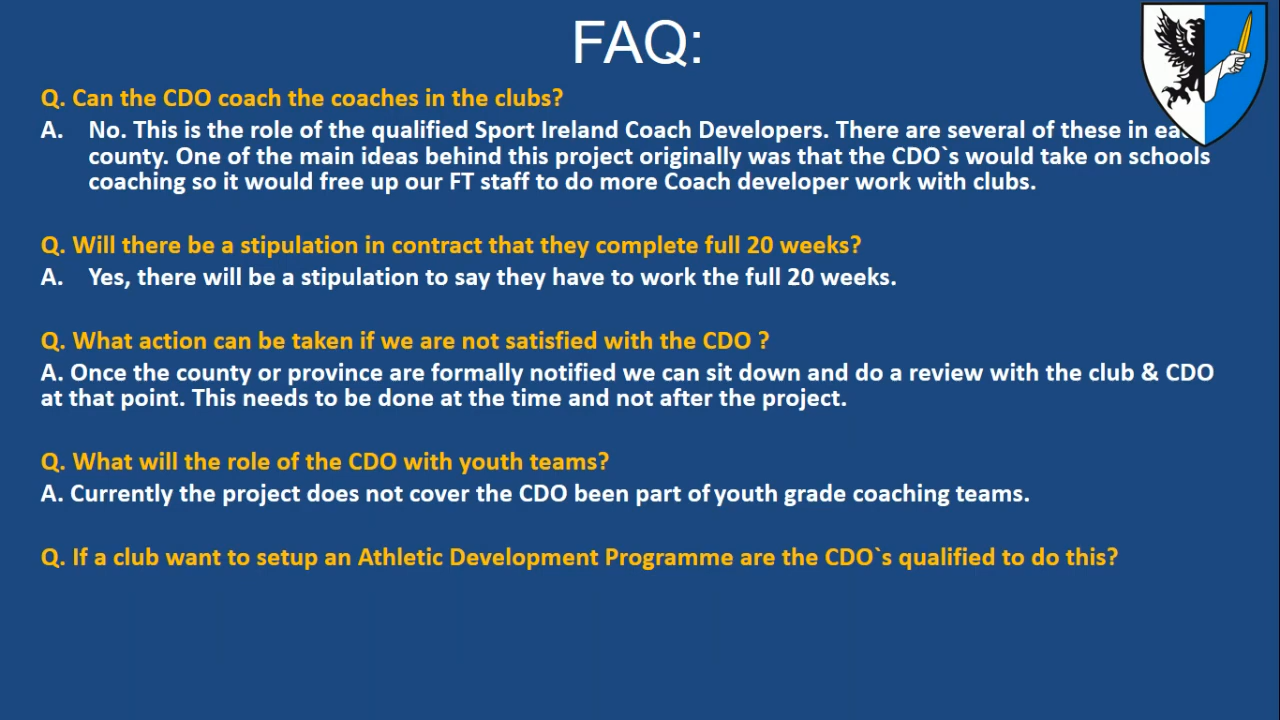 FAQ:
Q. Can the CDO coach the coaches in the clubs?
A. No. This is the role of the qualified Sport Ireland Coach Developers. There are several of these in
county. One of the main ideas behind this project originally was that the CDO`s would take on schools
coaching so it would free up our FT staff to do more Coach developer work with clubs.
Q. Will there be a stipulation in contract that they complete full 20 weeks?
A. Yes, there will be a stipulation to say they have to work the full 20 weeks.
Q. What action can be taken if we are not satisfied with the CDO ?
A. Once the county or province are formally notified we can sit down and do a review with the club & CDO
at that point. This needs to be done at the time and not after the project.
Q. What will the role of the CDO with youth teams?
A. Currently the project does not cover the CDO been part of youth grade coaching teams.
Q. If a club want to setup an Athletic Development Programme are the CDO`s qualified to do this?